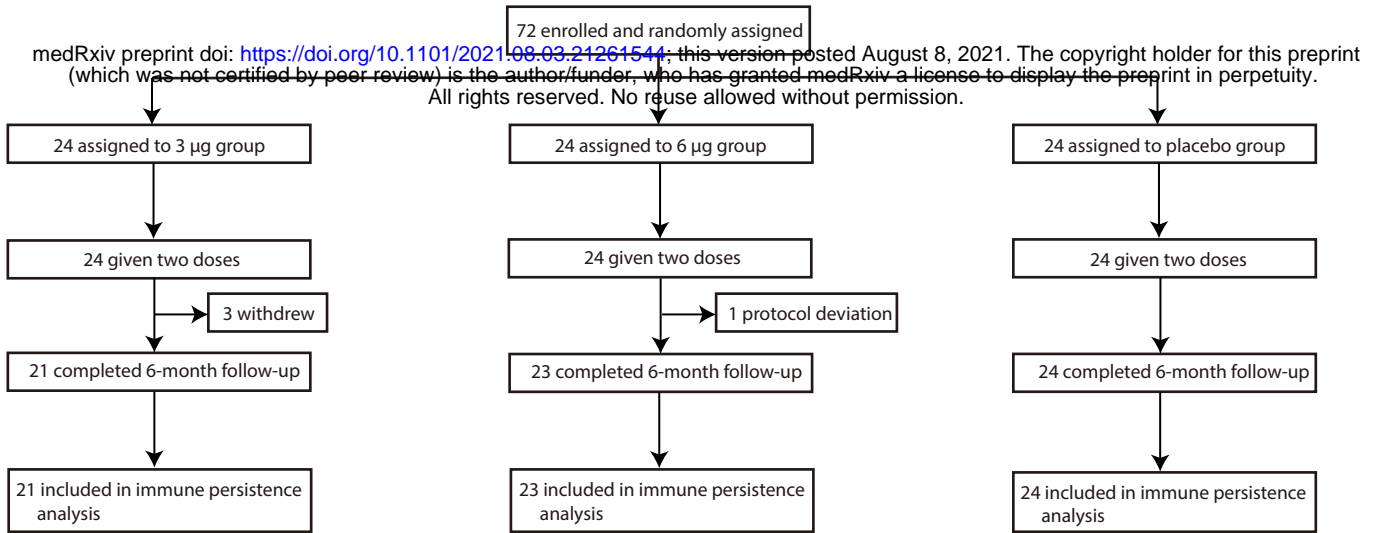 72 enrolled and randomly assigned
medRxiv preprint doi: https://doi.org/10.1101/2021.08.03.21261544; this version posted August 8, 2021. The copyright holder for this preprint
(which was not certified by peer review) is the author/funder, who has granted medRxiv a license to display the preprint in perpetuity.
All rights reserved. No reuse allowed without permission.
24 assigned to 3 µg group
24 assigned to 6 µg group
24 assigned to placebo group
24 given two doses
24 given two doses
24 given two doses
3 withdrew
1 protocol deviation
21 completed 6-month follow-up
23 completed 6-month follow-up
24 completed 6-month follow-up
21 included in immune persistence
analysis
23 included in immune persistence
analysis
24 included in immune persistence
analysis